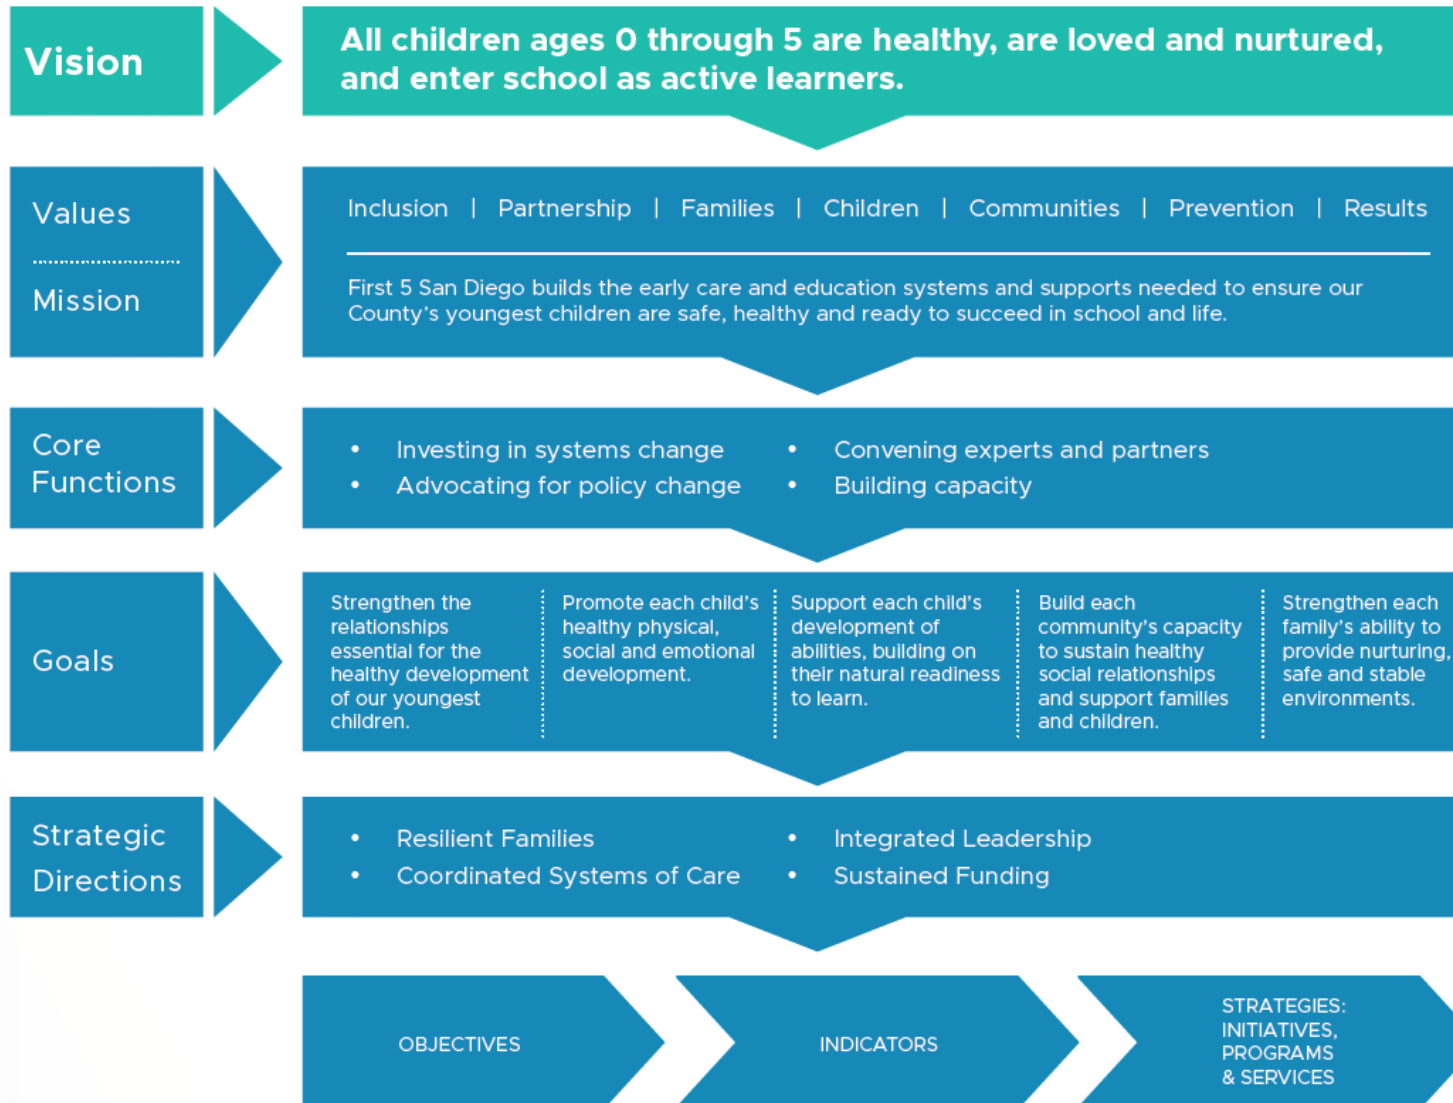 Vision
All children ages 0 through 5 are healthy, are loved and nurtured,
and enter school as active learners.
Values
Mission
Inclusion | Partnership | Families | Children | Communities | Prevention | Results
First 5 San Diego builds the early care and education systems and supports needed to ensure our
County’s youngest children are safe, healthy and ready to succeed in school and life.
Core
Functions
• Investing in systems change
• Advocating for policy change
• Convening experts and partners
• Building capacity
Goals
Strengthen the
relationships
essential for the
healthy development
of our youngest
children.
Promote each child’s
healthy physical,
social and emotional
development.
Support each child’s
development of
abilities, building on
their natural readiness
to learn.
Build each
community’s capacity
to sustain healthy
social relationships
and support families
and children.
Strengthen each
family’s ability to
provide nurturing,
safe and stable
environments.
Strategic
Directions
• Resilient Families
• Coordinated Systems of Care
• Integrated Leadership
• Sustained Funding
OBJECTIVES
INDICATORS
STRATEGIES:
INITIATIVES,
PROGRAMS
& SERVICES